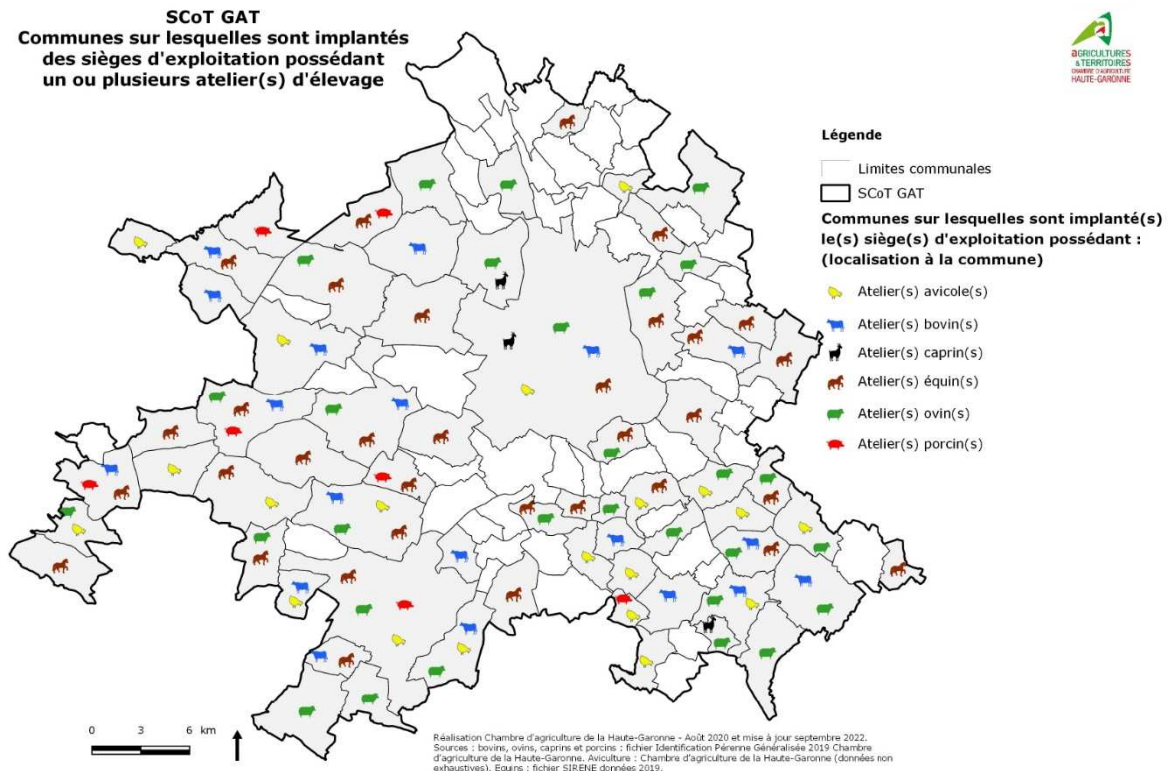 SCoT GAT
Communes sur lesquelles sont implantés
des sièges d'exploitation possédant
un ou plusieurs atelier(s) d'élevage
aGRICULTURES
& TERRITOIRES
CHAMBRE D'AGRICULTURE
HAUTE-GARONNE
Légende
Limites communales
SCoT GAT
Communes sur lesquelles sont implanté(s)
le(s) siège(s) d'exploitation possédant :
(localisation à la commune)
Atelier(s) avicole(s)
Atelier(s) bovin(s)
Atelier(s) caprin(s)
Atelier(s) équin(s)
Atelier(s) ovin(s)
Atelier(s) porcin(s)
0 3 6 km
Réalisation Chambre d'agriculture de la Haute-Garonne - Août 2020 et mise à jour septembre 2022.
Sources : bovins, ovins, caprins et porcins : fichier Identification Pérenne Généralisée 2019 Chambre
d'agriculture de la Haute-Garonne. Aviculture : Chambre d'agriculture de la Haute-Garonne (données non
exhaustives). Equins : fichier SIRENE données 2019.